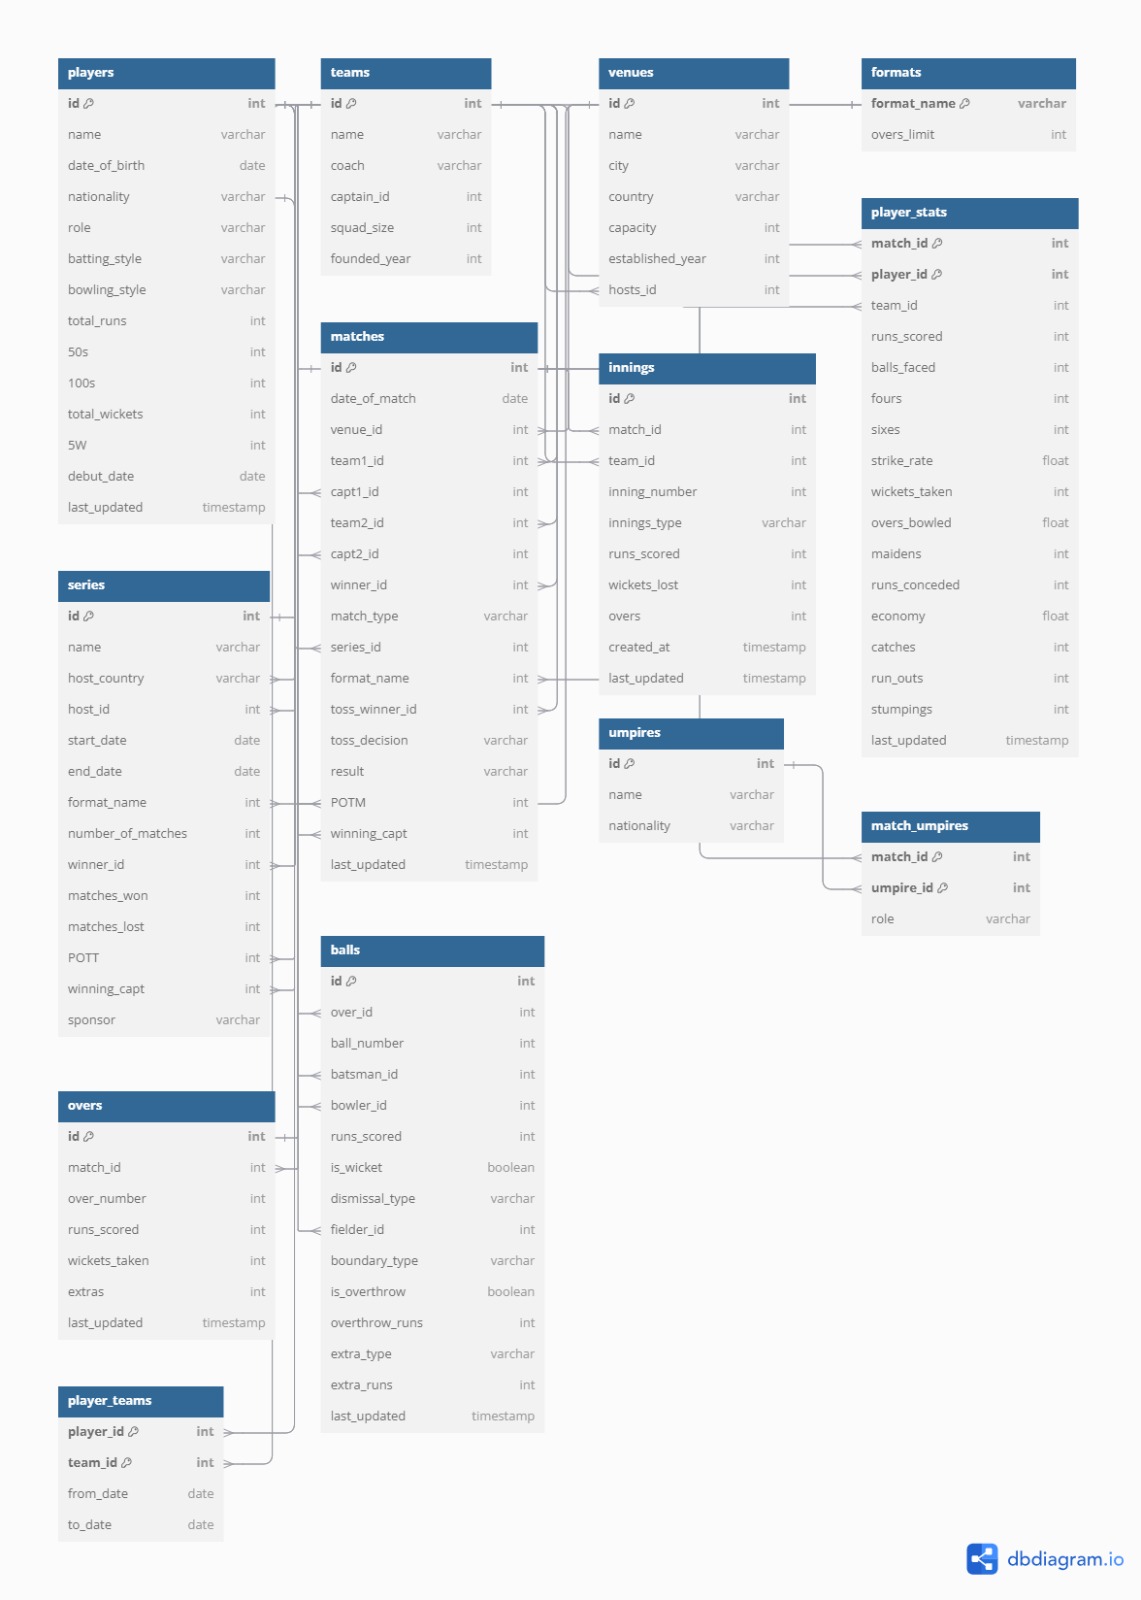 players
id int
name varchar
date_of_birth date
nationality varchar
role varchar
batting_style varchar
bowling_style varchar
total_runs int
50s int
100s int
total_wickets int
5W int
debut_date date
last_updated timestamp
teams
id int
name varchar
coach varchar
captain_id int
squad_size int
founded_year int
venues
id int
name varchar
city varchar
country varchar
capacity int
established_year int
hosts_id int
formats
format_name varchar
overs_limit int
player_stats
match_id int
player_id int
team_id int
runs_scored int
balls_faced int
fours int
sixes int
strike_rate float
wickets_taken int
overs_bowled float
maidens int
runs_conceded int
economy float
catches int
run_outs int
stumpings int
last_updated timestamp
matches
id int
date_of_match date
venue_id int
team1_id int
capt1_id int
team2_id int
capt2_id int
winner_id int
match_type varchar
series_id int
format_name int
toss_winner_id int
toss_decision varchar
result varchar
POTM int
winning_capt int
last_updated timestamp
innings
id int
match_id int
team_id int
inning_number int
innings_type varchar
runs_scored int
wickets_lost int
overs int
created_at timestamp
last_updated timestamp
series
id int
name varchar
host_country varchar
host_id int
start_date date
end_date date
format_name int
number_of_matches int
winner_id int
matches_won int
matches_lost int
POTT int
winning_capt int
sponsor varchar
umpires
id int
name varchar
nationality varchar
match_umpires
match_id int
umpire_id int
role varchar
balls
id int
over_id int
ball_number int
batsman_id int
bowler_id int
runs_scored int
is_wicket boolean
dismissal_type varchar
fielder_id int
boundary_type varchar
is_overthrow boolean
overthrow_runs int
extra_type varchar
extra_runs int
last_updated timestamp
overs
id int
match_id int
over_number int
runs_scored int
wickets_taken int
extras int
last_updated timestamp
player_teams
player_id int
team_id int
from_date date
to_date date
dbdiagram.io